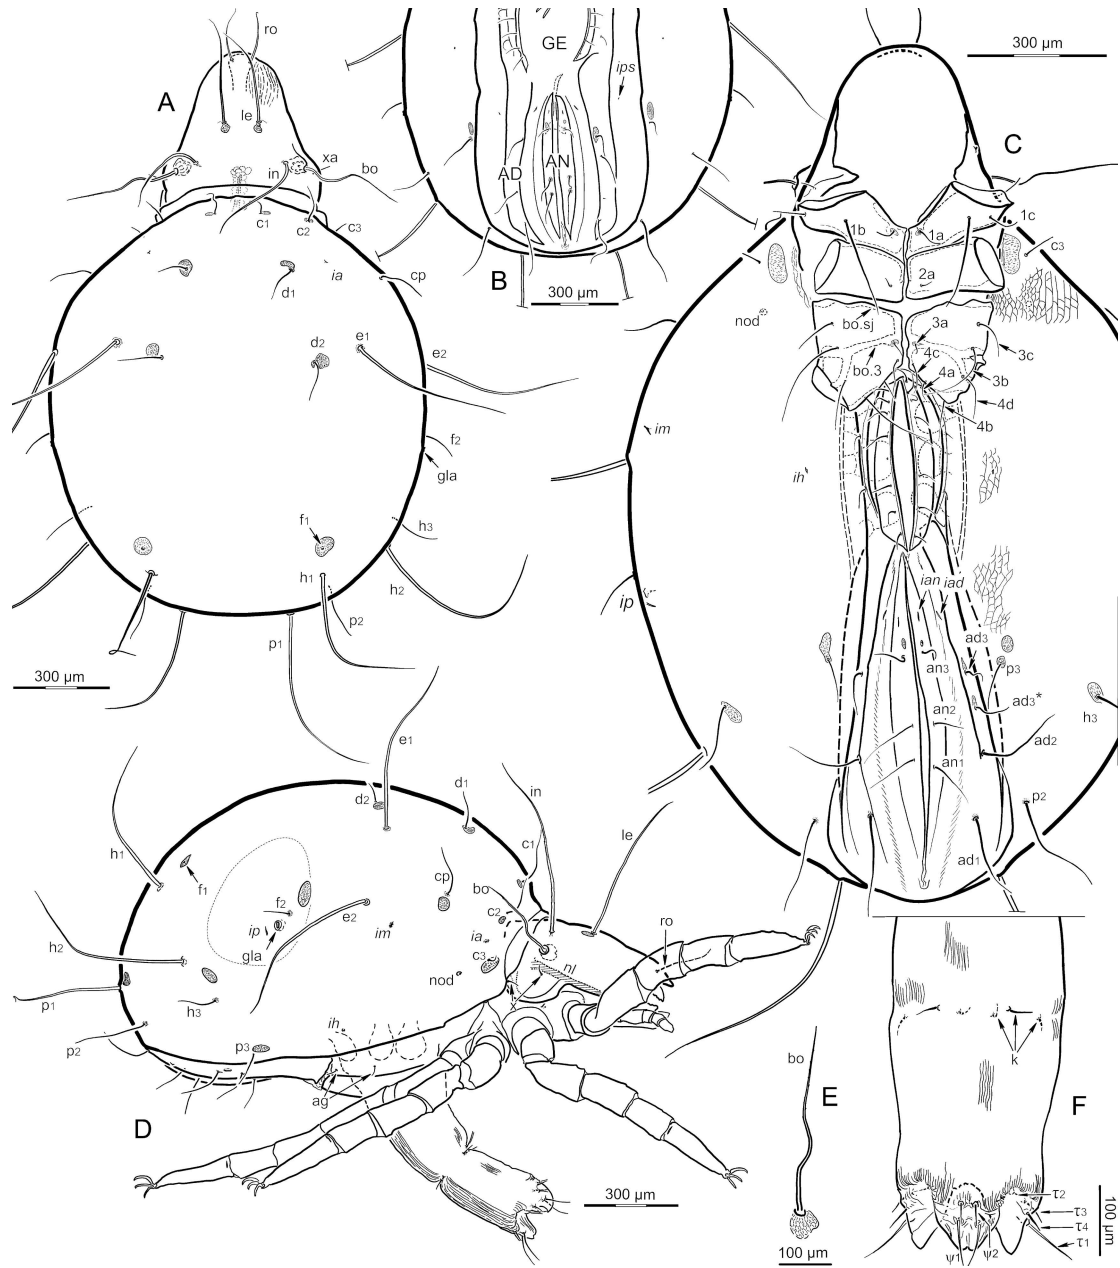 ro
A
le
xa
in
bo
c1
c2
c3
ia
cp
d1
d2
e1
e2
f2
gla
f1
h3
h1
h2
p2
p1
300 µm
GE
ips
AN
AD
B
300 µm
300 µm
C
1c
1b
1a
c3
2a
nod
bo.sj
3a
3c
bo.3
4c
4a
3b
4d
4b
im
ih
ian
iad
ip
ad3
p3
an3
ad3*
h3
an2
ad2
an1
p2
ad1
e1
d2
d1
in
le
c1
h1
f1
cp
bo
f2
e2
c2
ro
h2
ip
im
ia
gla
c3
nod
nj
p1
h3
ih
p2
p3
ag
D
300 µm
bo
E
100 µm
k
F
τ2
τ3
τ4
τ1
ψ1
ψ2
100 µm